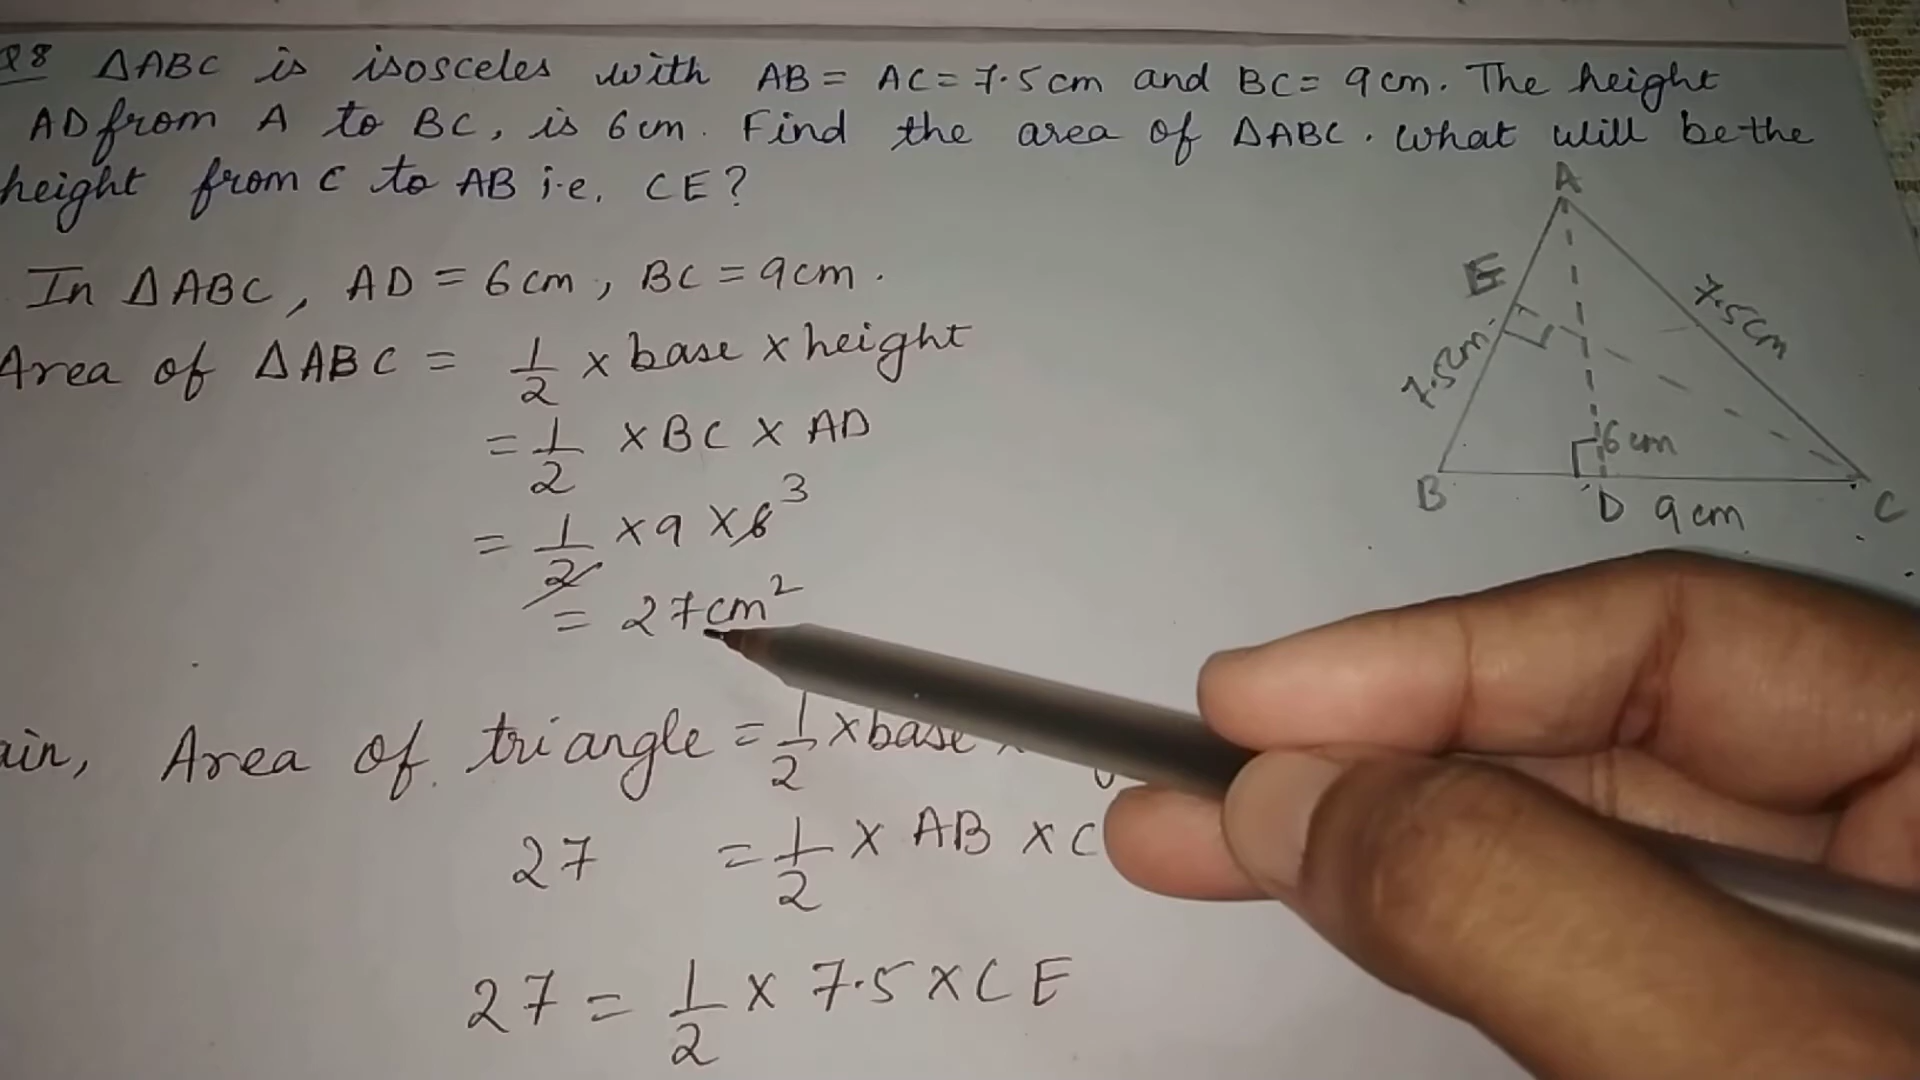 Q8 ΔABC is isosceles with AB = AC = 7.5 cm and BC = 9 cm. The height
AD from A to BC, is 6 cm. Find the area of ΔABC. What will be the
height from C to AB i.e. CE?
In ΔABC, AD = 6 cm, BC = 9 cm.
Area of ΔABC = 1/2 × base × height
= 1/2 × BC × AD
= 1/2 × 9 × 6 3
= 27 cm²
Area of triangle = 1/2 × base ×
27 = 1/2 × AB × C
27 = 1/2 × 7.5 × CE
A
E
7.5cm
7.5cm
6 cm
B
D
9 cm
C